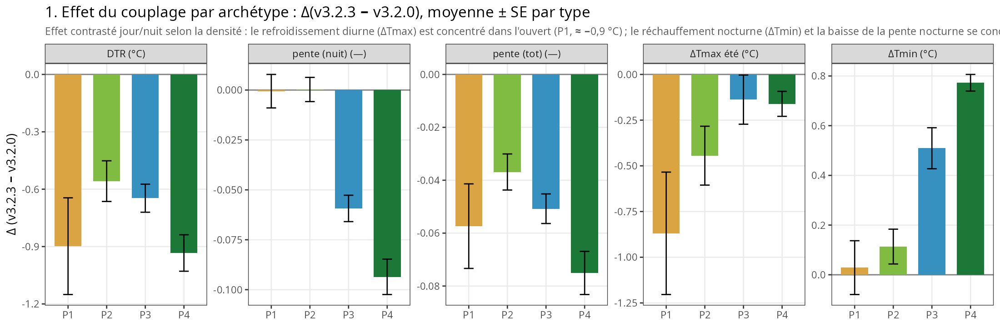 1. Effet du couplage par archétype : Δ(v3.2.3 − v3.2.0), moyenne ± SE par type
Effet contrasté jour/nuit selon la densité : le refroidissement diurne (ΔTmax) est concentré dans l'ouvert (P1, ≈ −0,9 °C) ; le réchauffement nocturne (ΔTmin) et la baisse de la pente nocturne se
DTR (°C)
pente (nuit) (—)
pente (tot) (—)
ΔTmax été (°C)
ΔTmin (°C)
Δ (v3.2.3 − v3.2.0)
0.0
-0.3
-0.6
-0.9
-1.2
0.000
-0.025
-0.050
-0.075
-0.100
0.00
-0.02
-0.04
-0.06
-0.08
0.00
-0.25
-0.50
-0.75
-1.00
-1.25
0.8
0.6
0.4
0.2
0.0
P1 P2 P3 P4
P1 P2 P3 P4
P1 P2 P3 P4
P1 P2 P3 P4
P1 P2 P3 P4